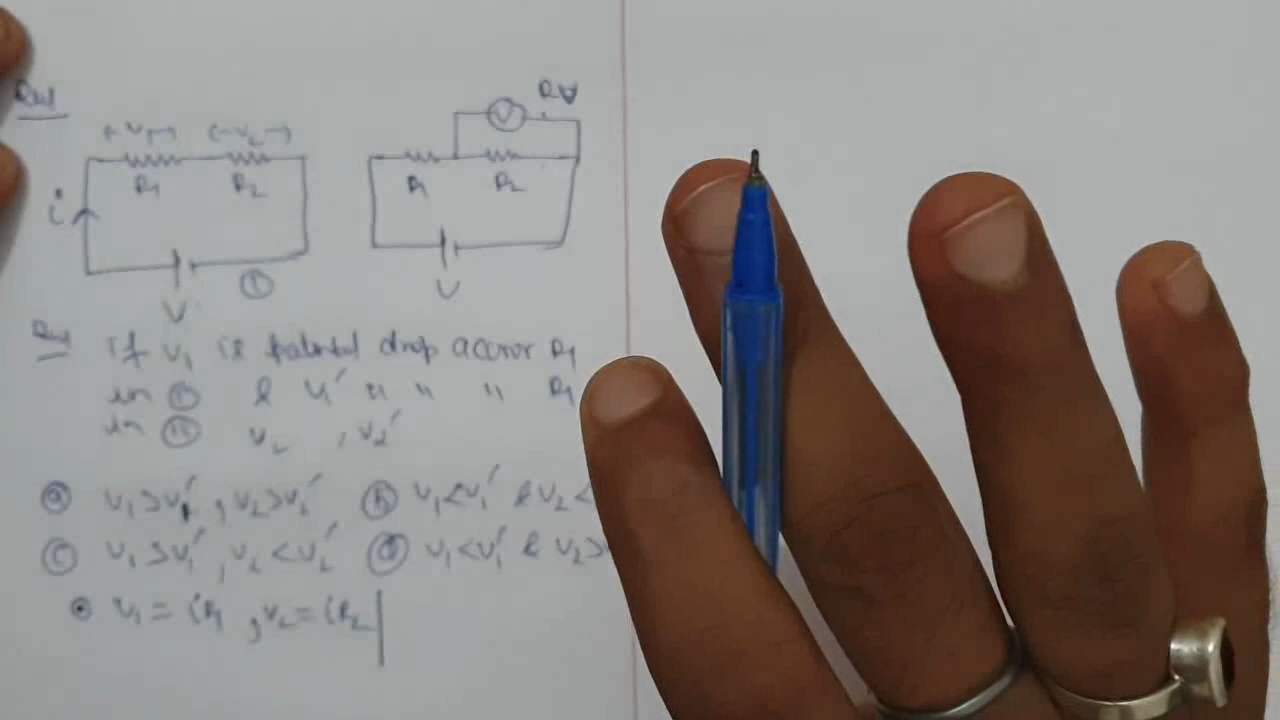 V₁ V₂
R₁ R₂
i
V
①
V RV
R₁ R₂
V
if V₁ is potential drop across R₁
in ① & V₁' " " " R₁
in ② V₂ , V₂'
ⓐ V₁>V₁' , V₂>V₂' ⓑ V₁<V₁' & V₂<
ⓒ V₁>V₁' , V₂<V₂' ⓓ V₁<V₁' & V₂>
V₁ = iR₁ , V₂ = iR₂